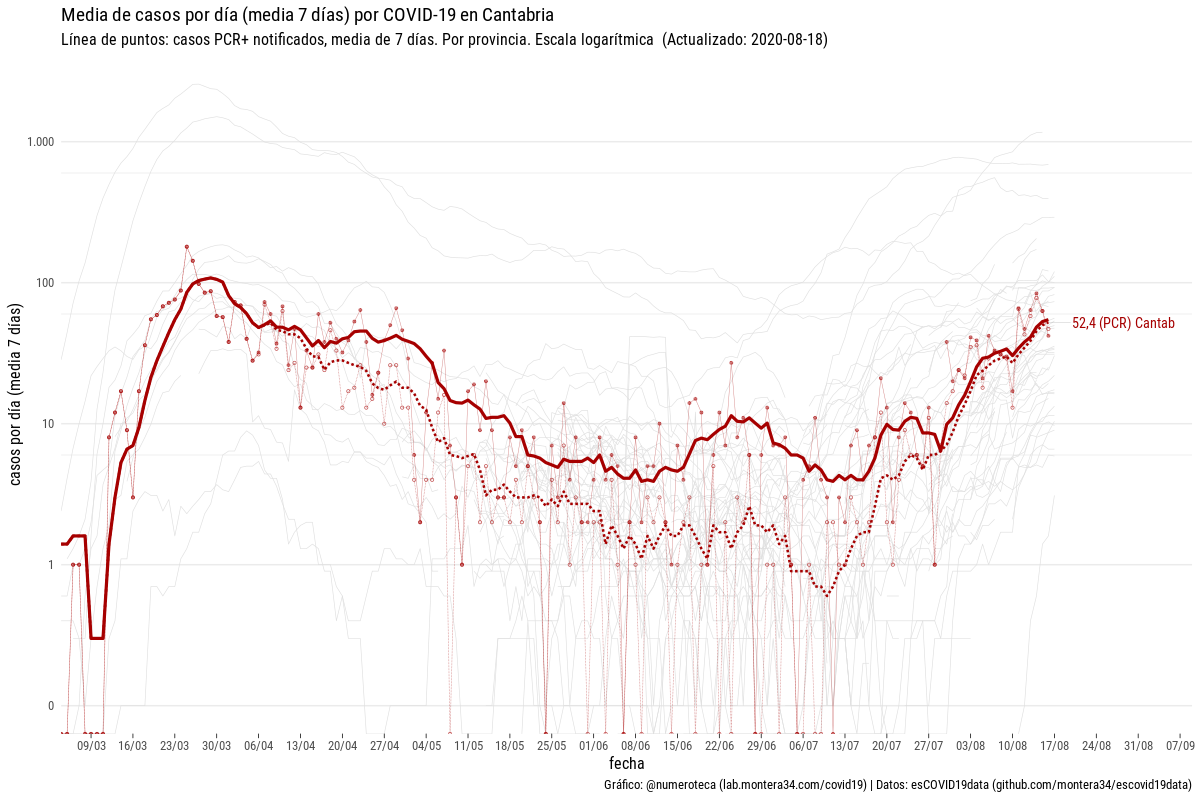 Media de casos por día (media 7 días) por COVID-19 en Cantabria
Línea de puntos: casos PCR+ notificados, media de 7 días. Por provincia. Escala logarítmica  (Actualizado: 2020-08-18)
casos por día (media 7 días)
1.000
100
10
1
0
52,4 (PCR) Cantab
09/03 16/03 23/03 30/03 06/04 13/04 20/04 27/04 04/05 11/05 18/05 25/05 01/06 08/06 15/06 22/06 29/06 06/07 13/07 20/07 27/07 03/08 10/08 17/08 24/08 31/08 07/09
fecha
Gráfico: @numeroteca (lab.montera34.com/covid19) | Datos: esCOVID19data (github.com/montera34/escovid19data)